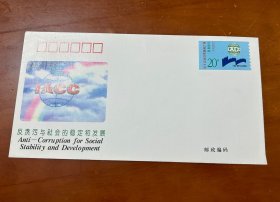 20分
IACC
反贪污与社会的稳定和发展
Anti-Corruption for Social
Stability and Development
邮政编码